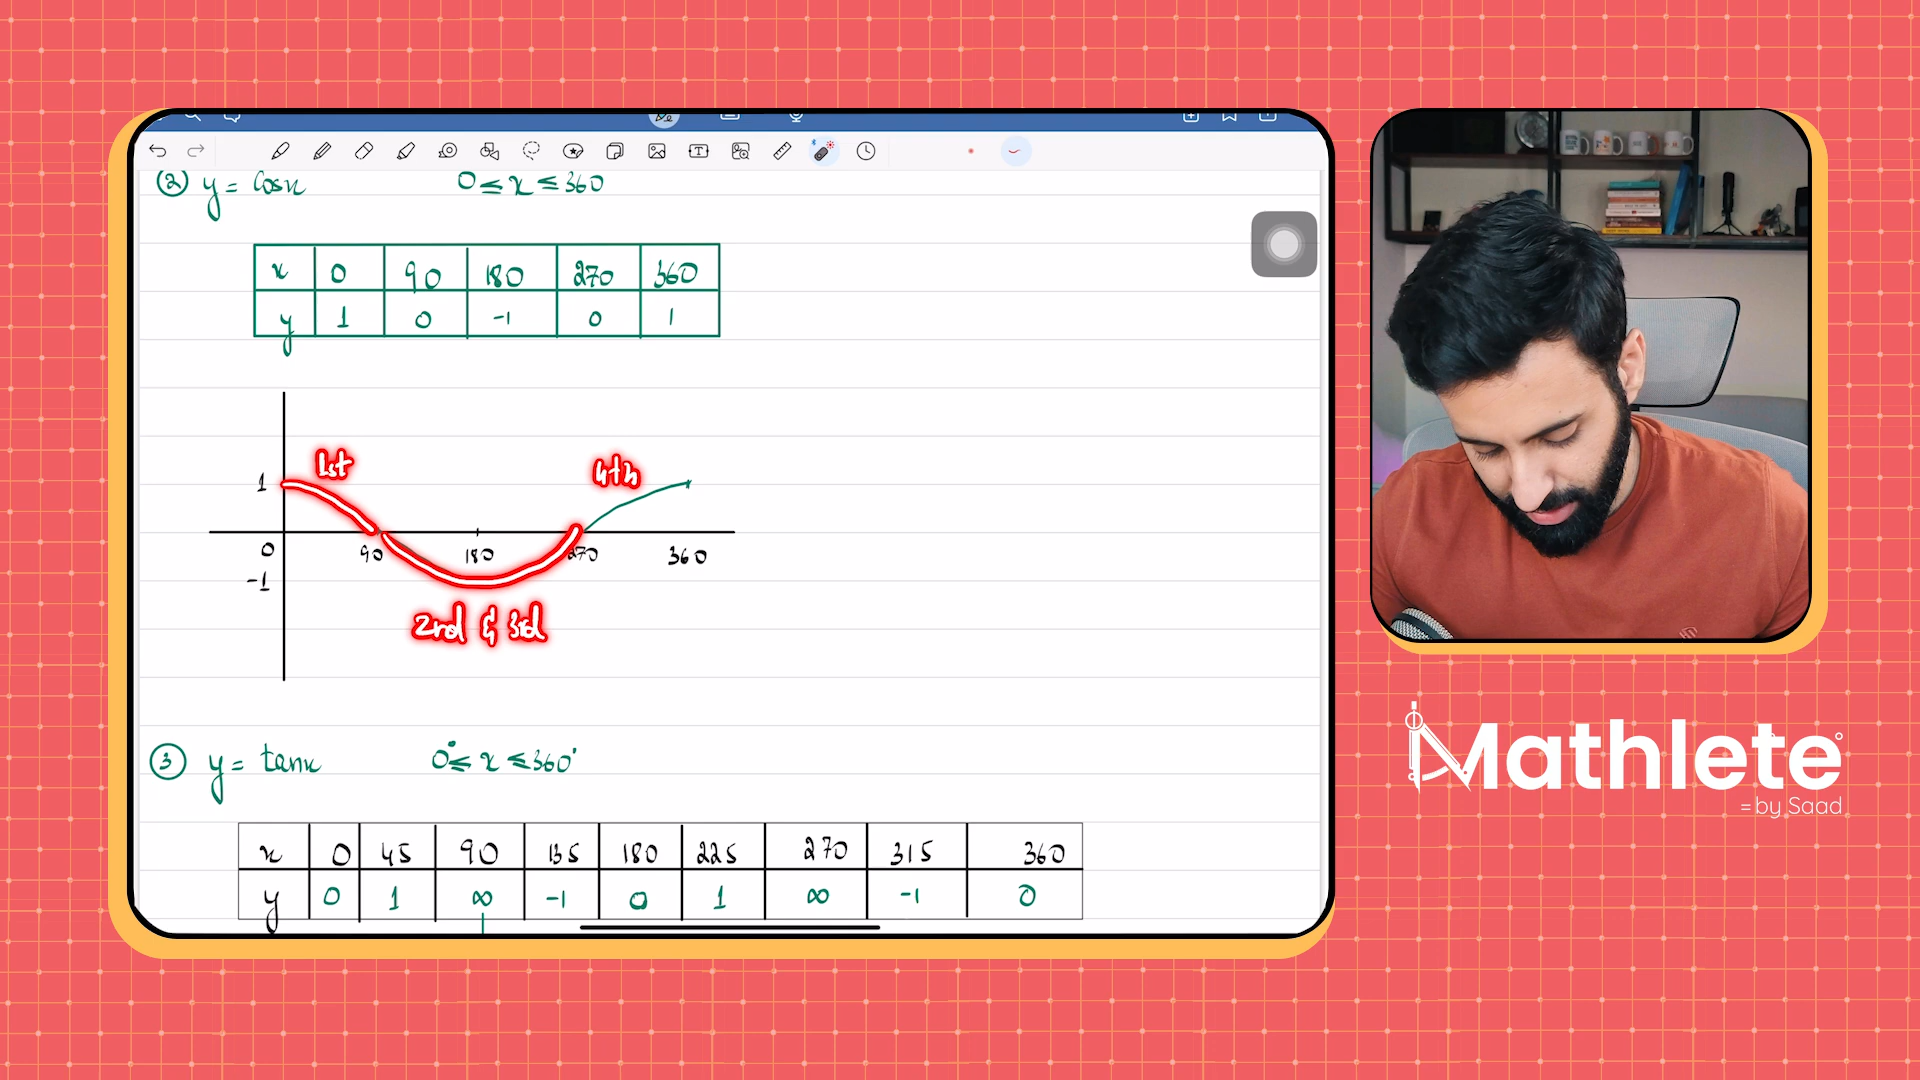 ② y = Cosx 0 ≤ x ≤ 360
x 0 90 180 270 360
y 1 0 -1 0 1
1st 4th
1
0 90 180 270 360
-1
2nd & 3rd
③ y = tanx 0° ≤ x ≤ 360°
x 0 45 90 135 180 225 270 315 360
y 0 1 ∞ -1 0 1 ∞ -1 0
Mathlete
= by Saad